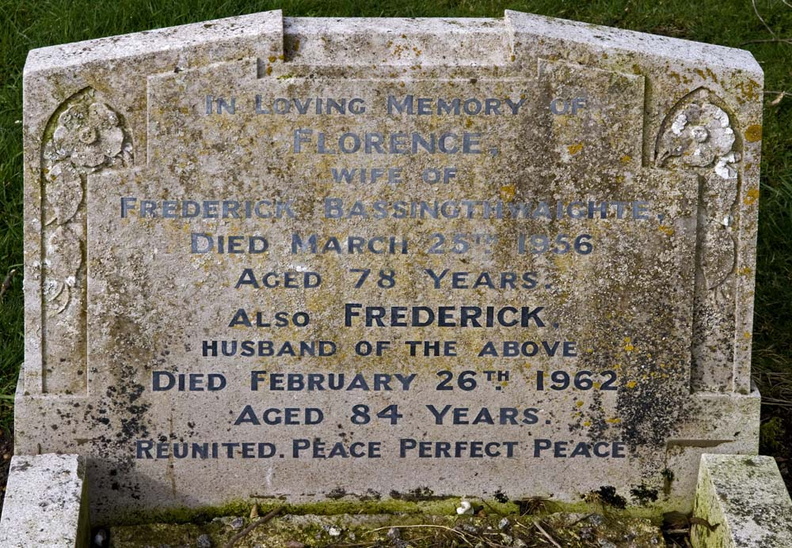 In Loving Memory of
FLORENCE,
WIFE OF
FREDERICK BASSINGTHWAIGHTE,
DIED MARCH 25TH 1956
AGED 78 YEARS.
ALSO FREDERICK,
HUSBAND OF THE ABOVE
DIED FEBRUARY 26TH. 1962,
AGED 84 YEARS.
REUNITED. PEACE PERFECT PEACE.